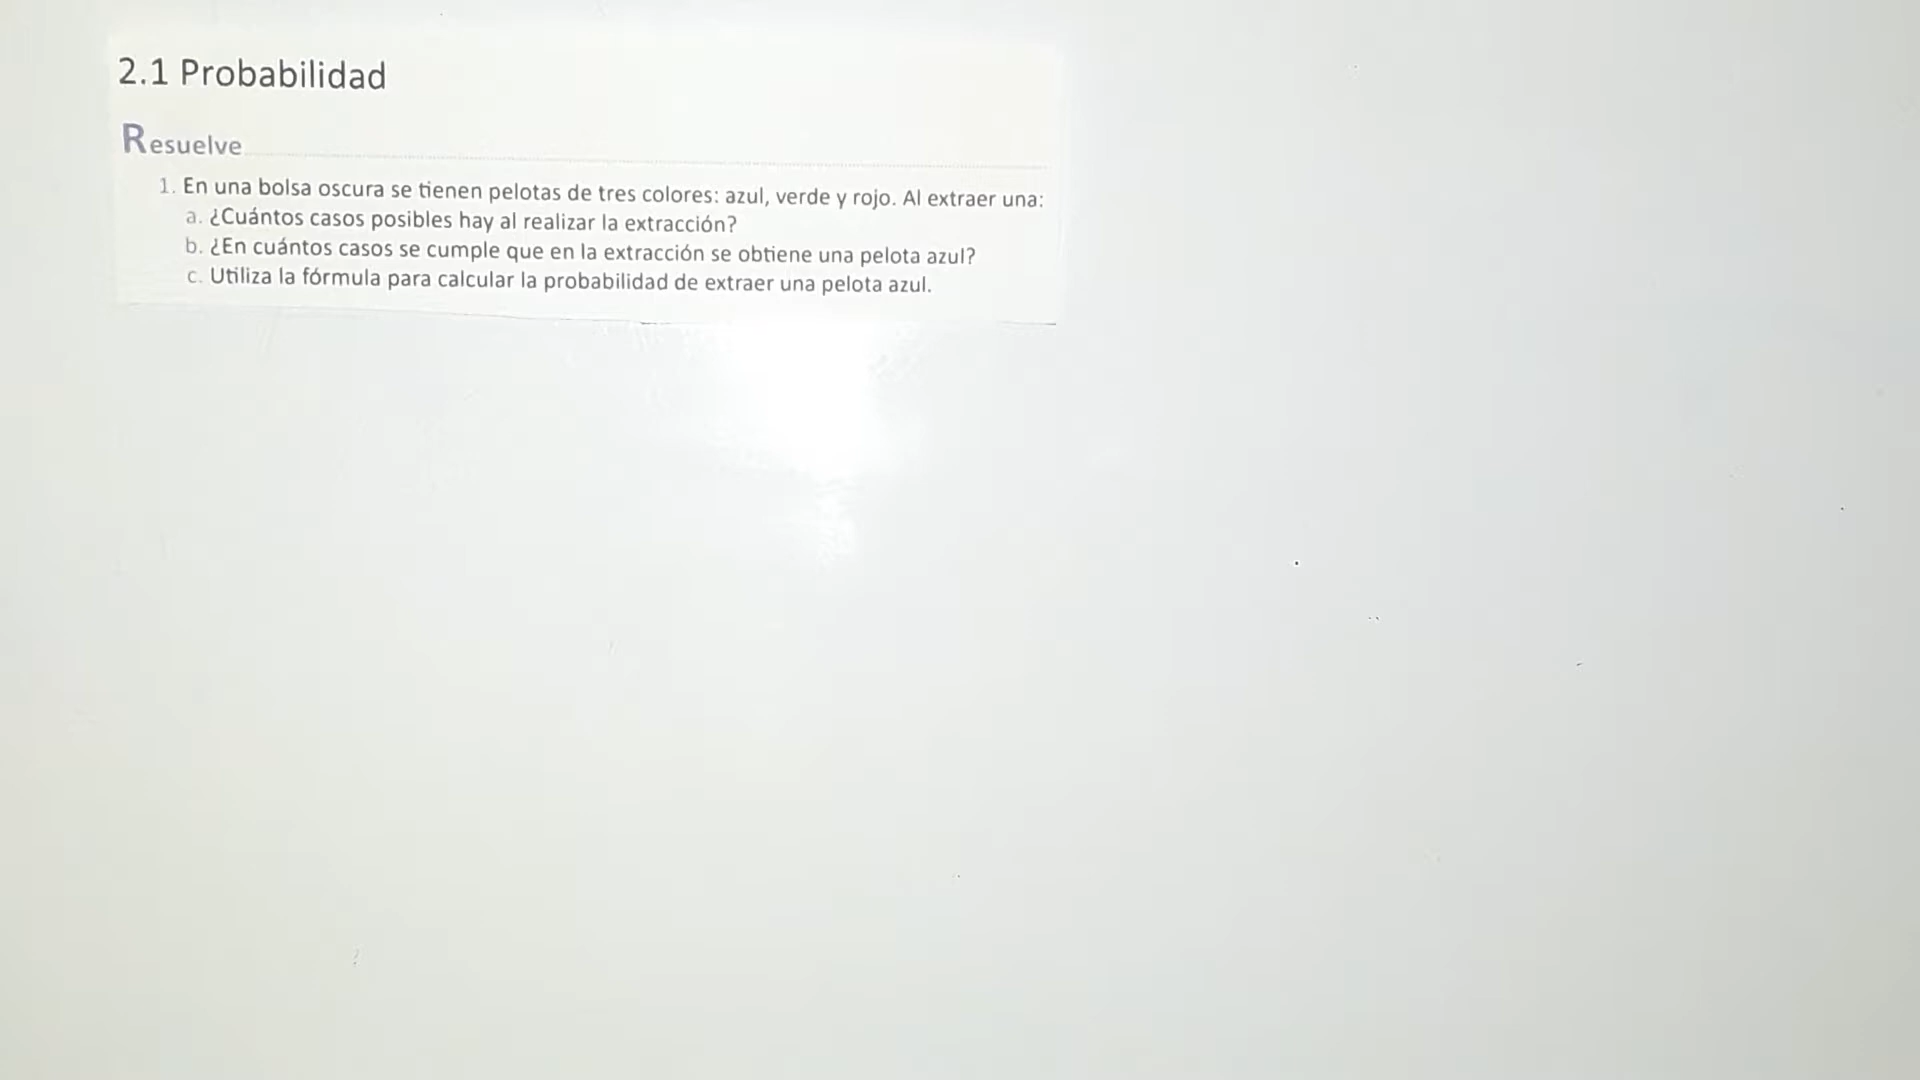 2.1 Probabilidad
Resuelve
1. En una bolsa oscura se tienen pelotas de tres colores: azul, verde y rojo. Al extraer una:
a. ¿Cuántos casos posibles hay al realizar la extracción?
b. ¿En cuántos casos se cumple que en la extracción se obtiene una pelota azul?
c. Utiliza la fórmula para calcular la probabilidad de extraer una pelota azul.